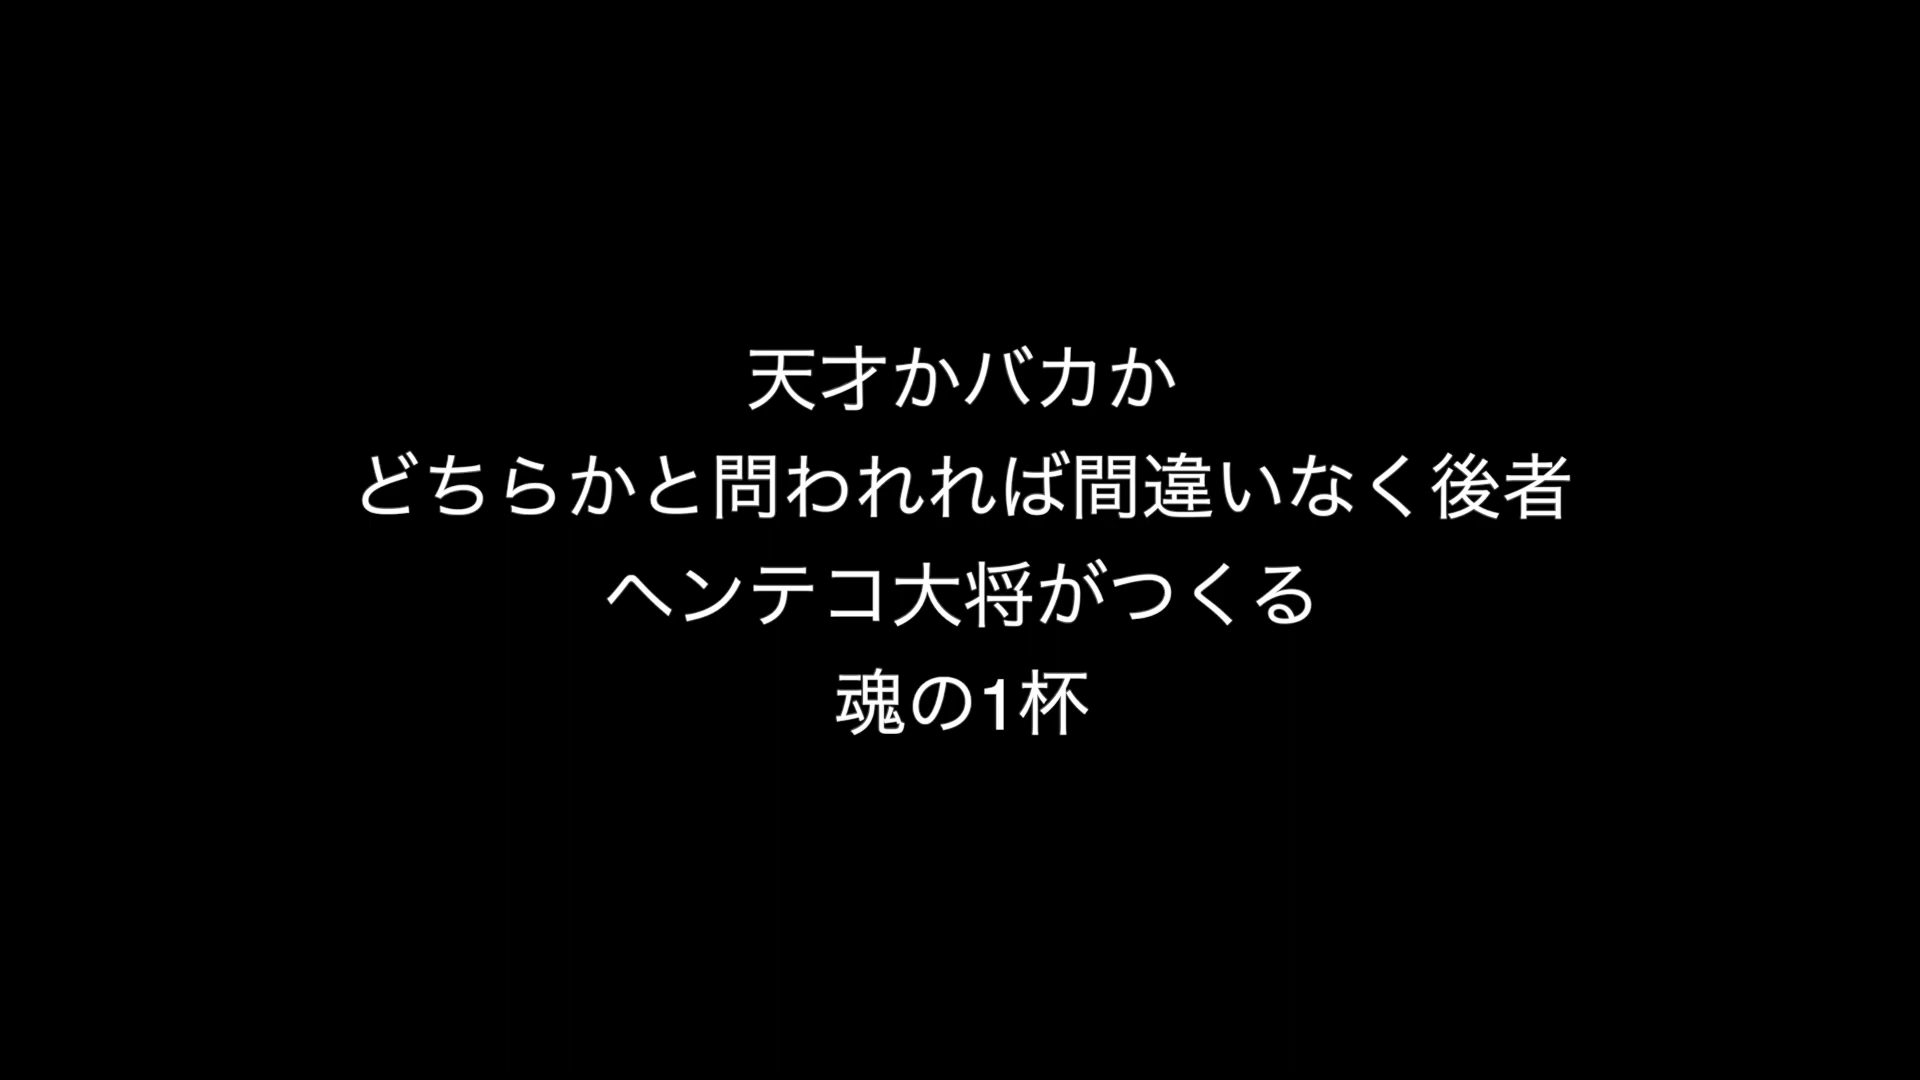 天才かバカか
どちらかと問われれば間違いなく後者
ヘンテコ大将がつくる
魂の1杯